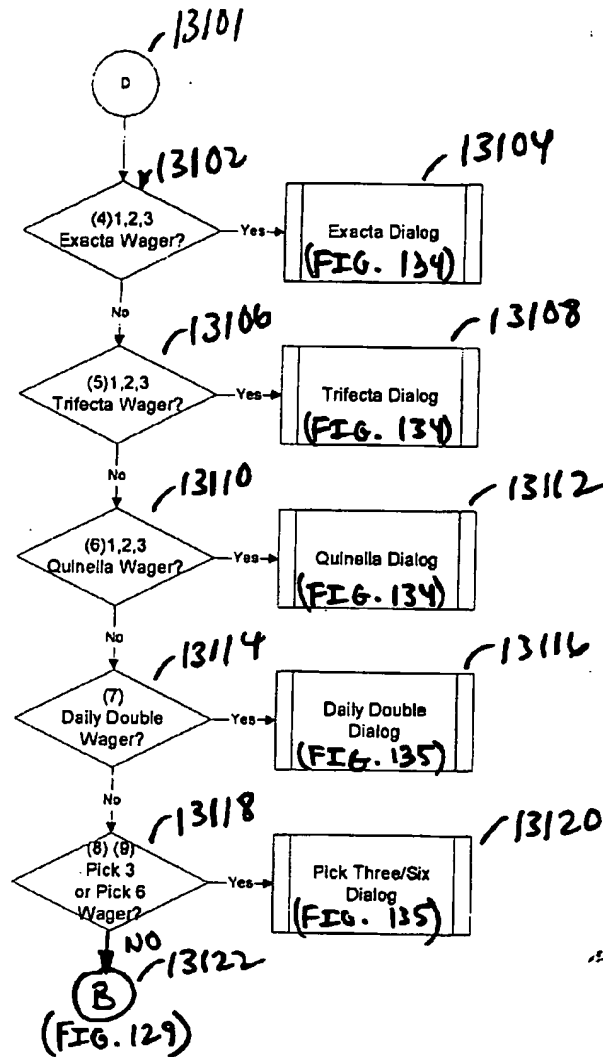 13101
D
13102
(4)1,2,3
Exacta Wager?
Yes
13104
Exacta Dialog
(FIG. 134)
No
13106
(5)1,2,3
Trifecta Wager?
Yes
13108
Trifecta Dialog
(FIG. 134)
No
13110
(6)1,2,3
Quinella Wager?
Yes
13112
Quinella Dialog
(FIG. 134)
No
13114
(7)
Daily Double
Wager?
Yes
13116
Daily Double
Dialog
(FIG. 135)
No
13118
(8) (9)
Pick 3
or Pick 6
Wager?
Yes
13120
Pick Three/Six
Dialog
(FIG. 135)
NO
13122
B
(FIG. 129)